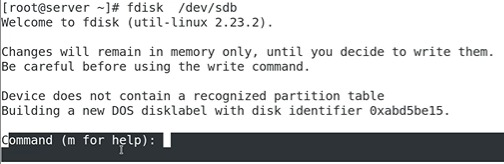 [root@server ~]# fdisk  /dev/sdb
Welcome to fdisk (util-linux 2.23.2).
Changes will remain in memory only, until you decide to write them.
Be careful before using the write command.
Device does not contain a recognized partition table
Building a new DOS disklabel with disk identifier 0xabd5be15.
Command (m for help):